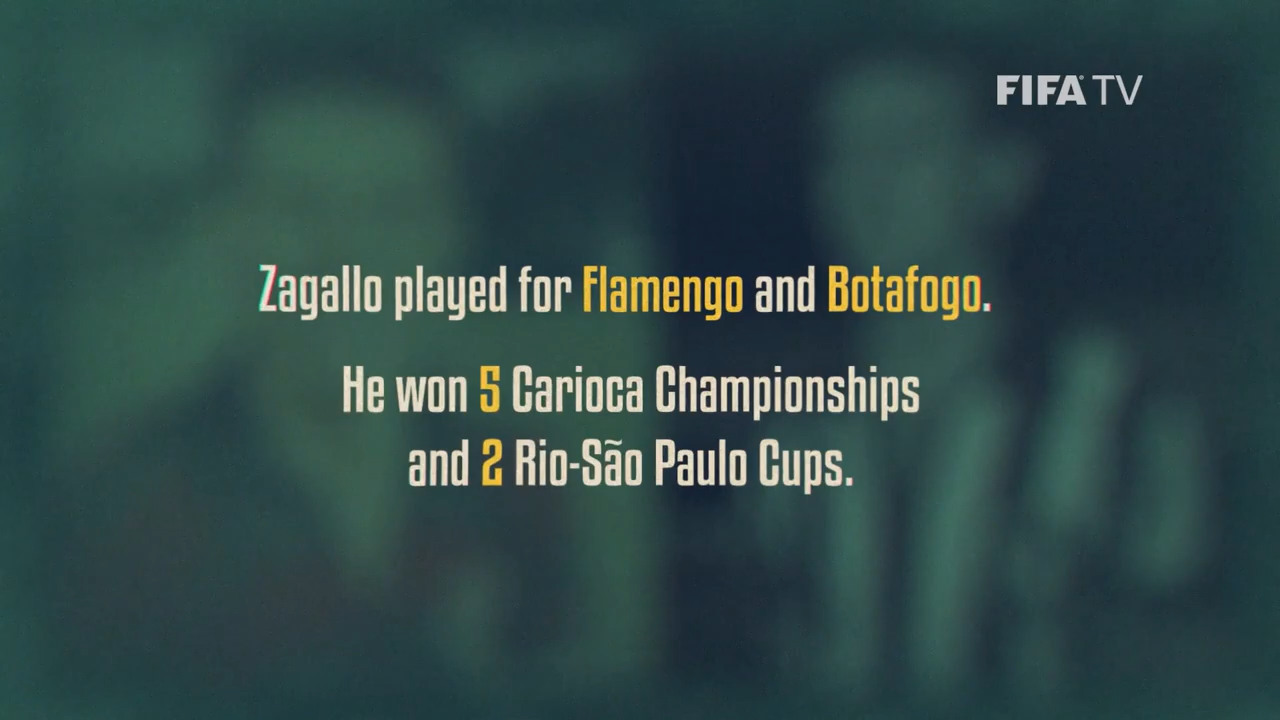 FIFA TV
Zagallo played for Flamengo and Botafogo.
He won 5 Carioca Championships
and 2 Rio-São Paulo Cups.